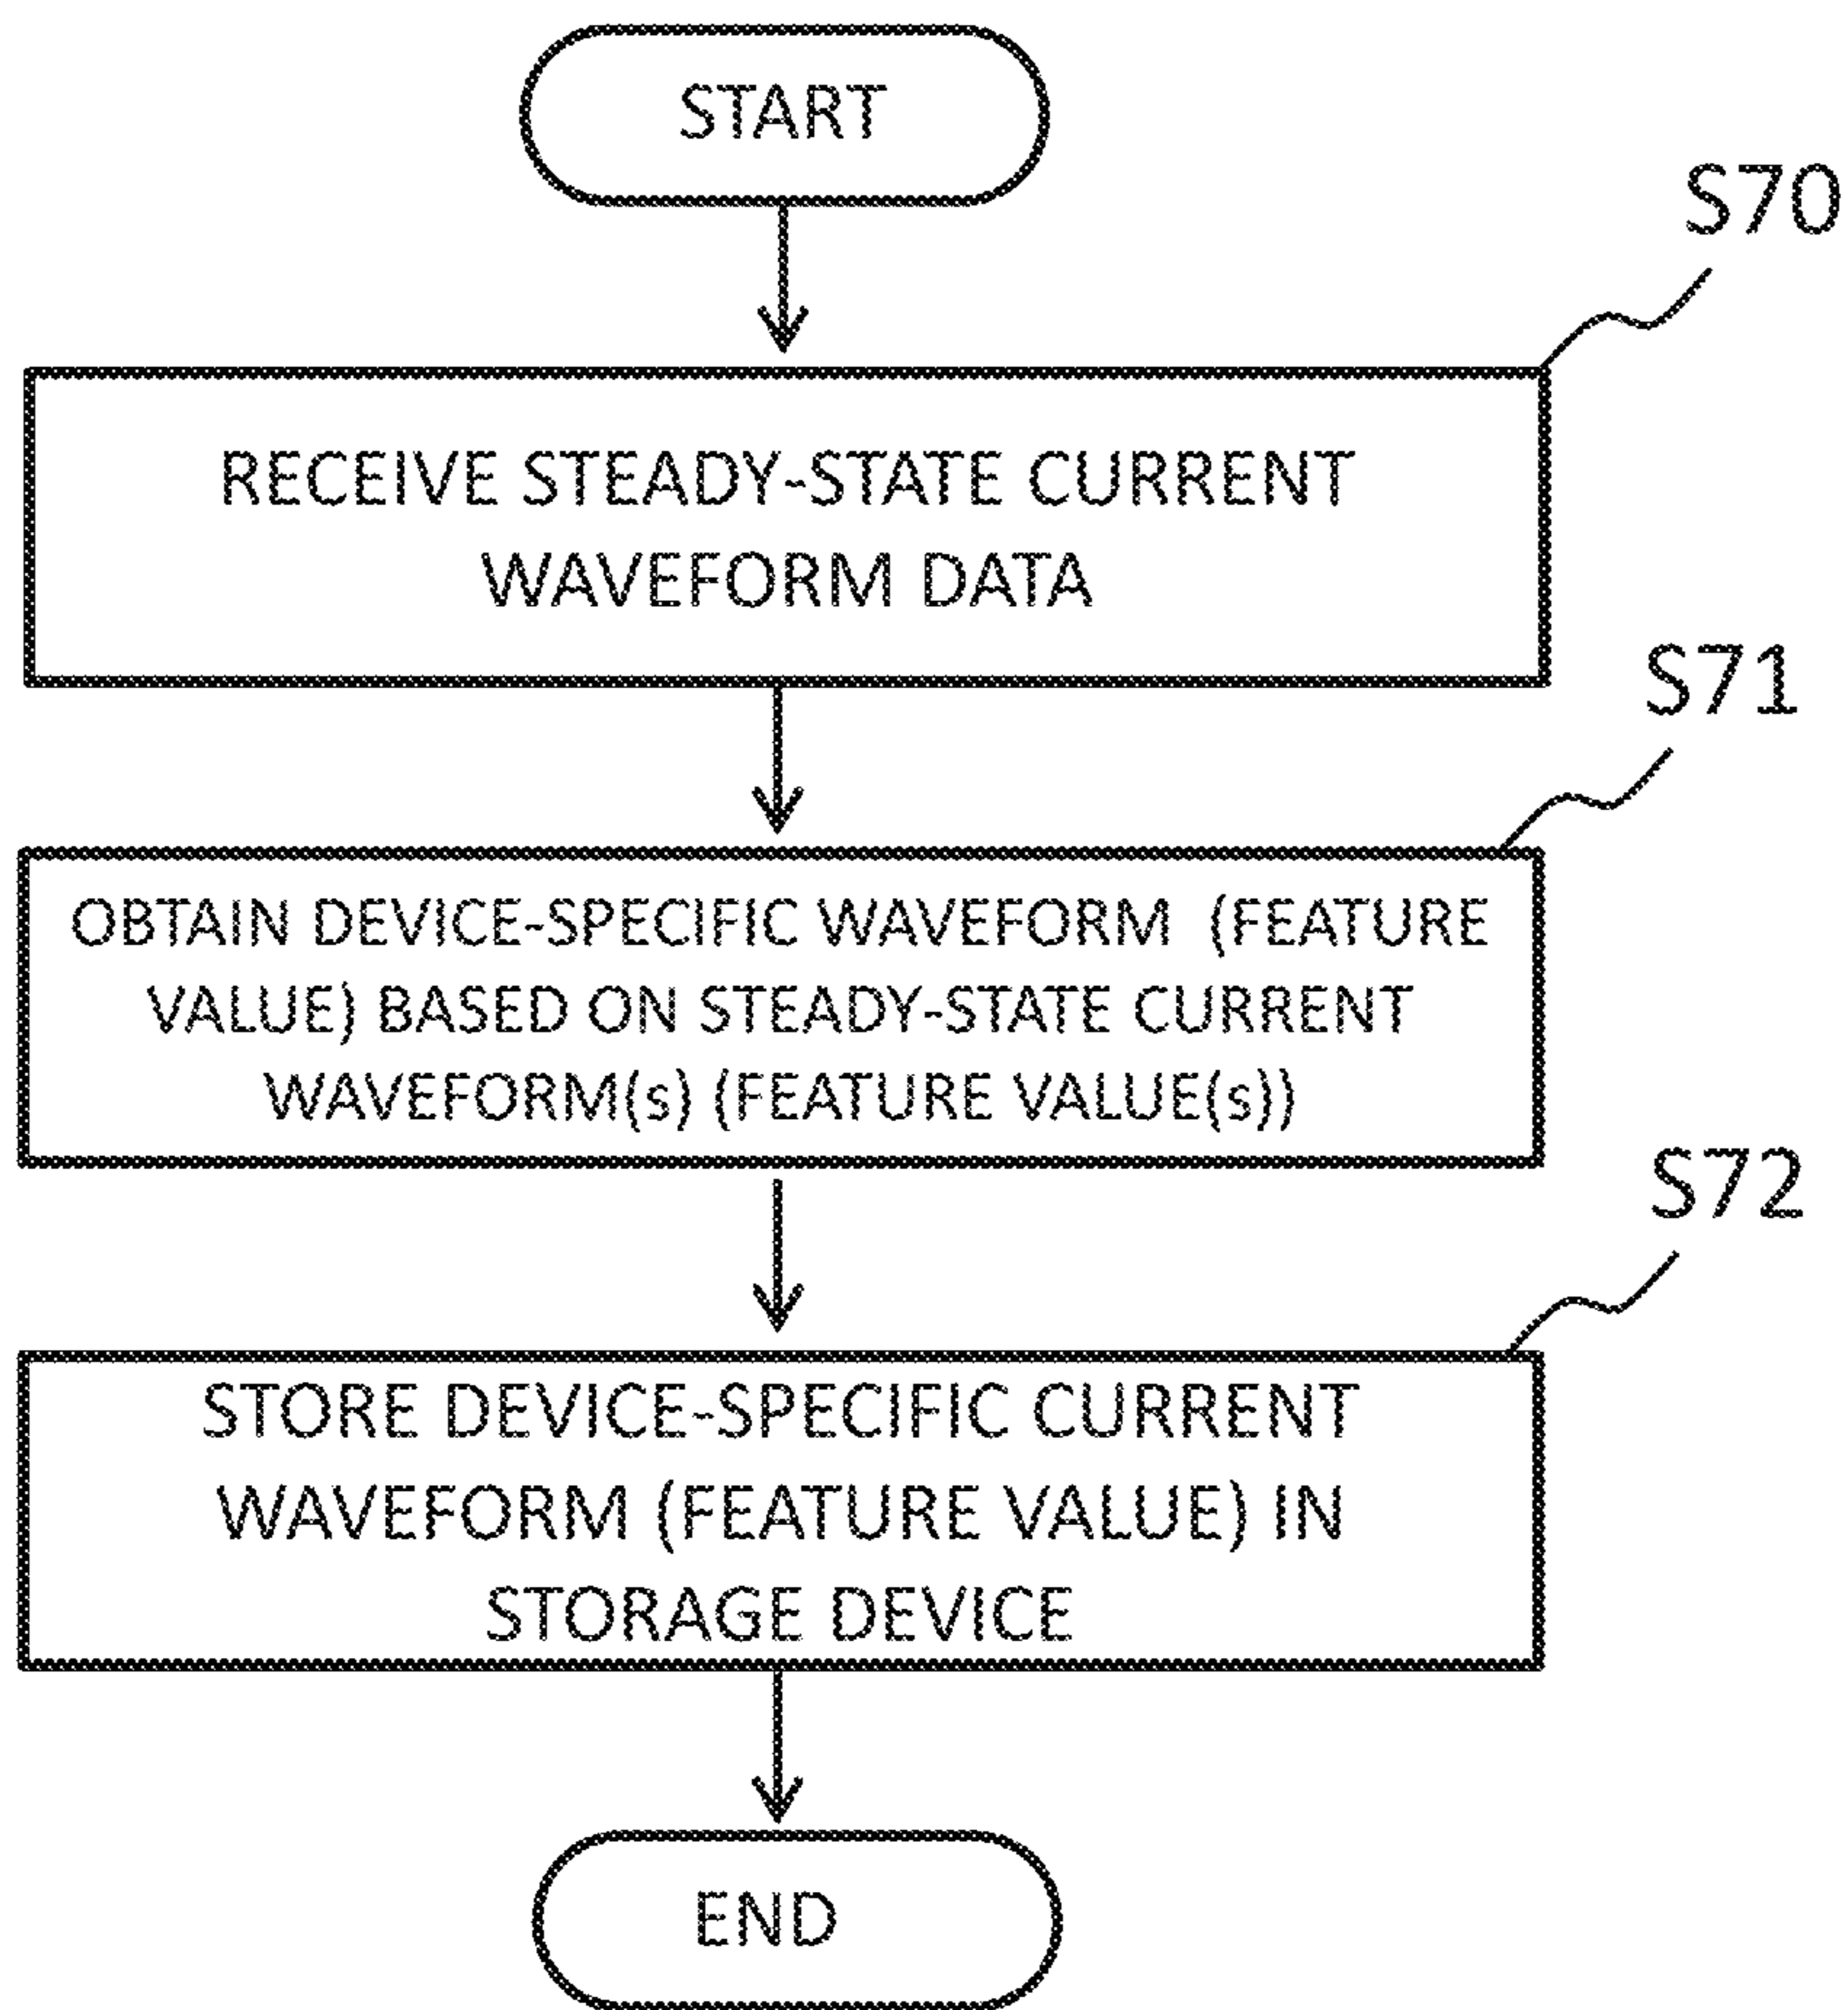 START
S70
RECEIVE STEADY-STATE CURRENT
WAVEFORM DATA
S71
OBTAIN DEVICE-SPECIFIC WAVEFORM (FEATURE
VALUE) BASED ON STEADY-STATE CURRENT
WAVEFORM(s) (FEATURE VALUE(s))
S72
STORE DEVICE-SPECIFIC CURRENT
WAVEFORM (FEATURE VALUE) IN
STORAGE DEVICE
END